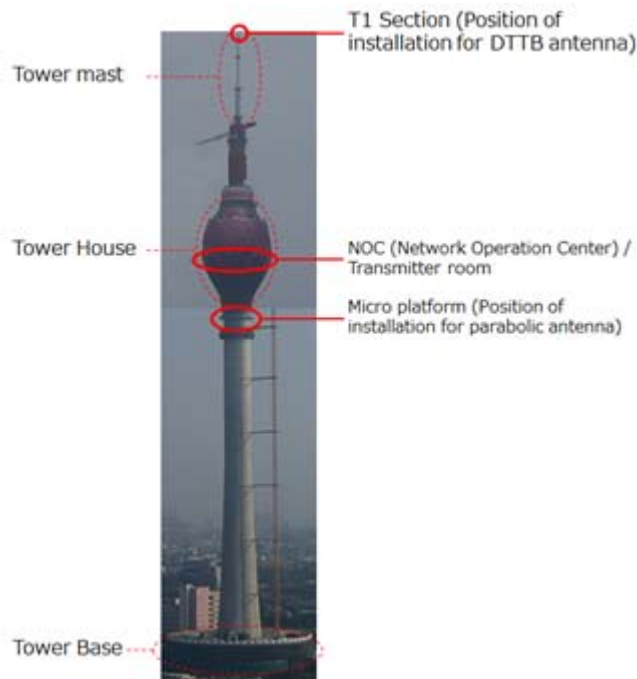 T1 Section (Position of
installation for DTTB antenna)
Tower mast
Tower House
NOC (Network Operation Center) /
Transmitter room
Micro platform (Position of
installation for parabolic antenna)
Tower Base